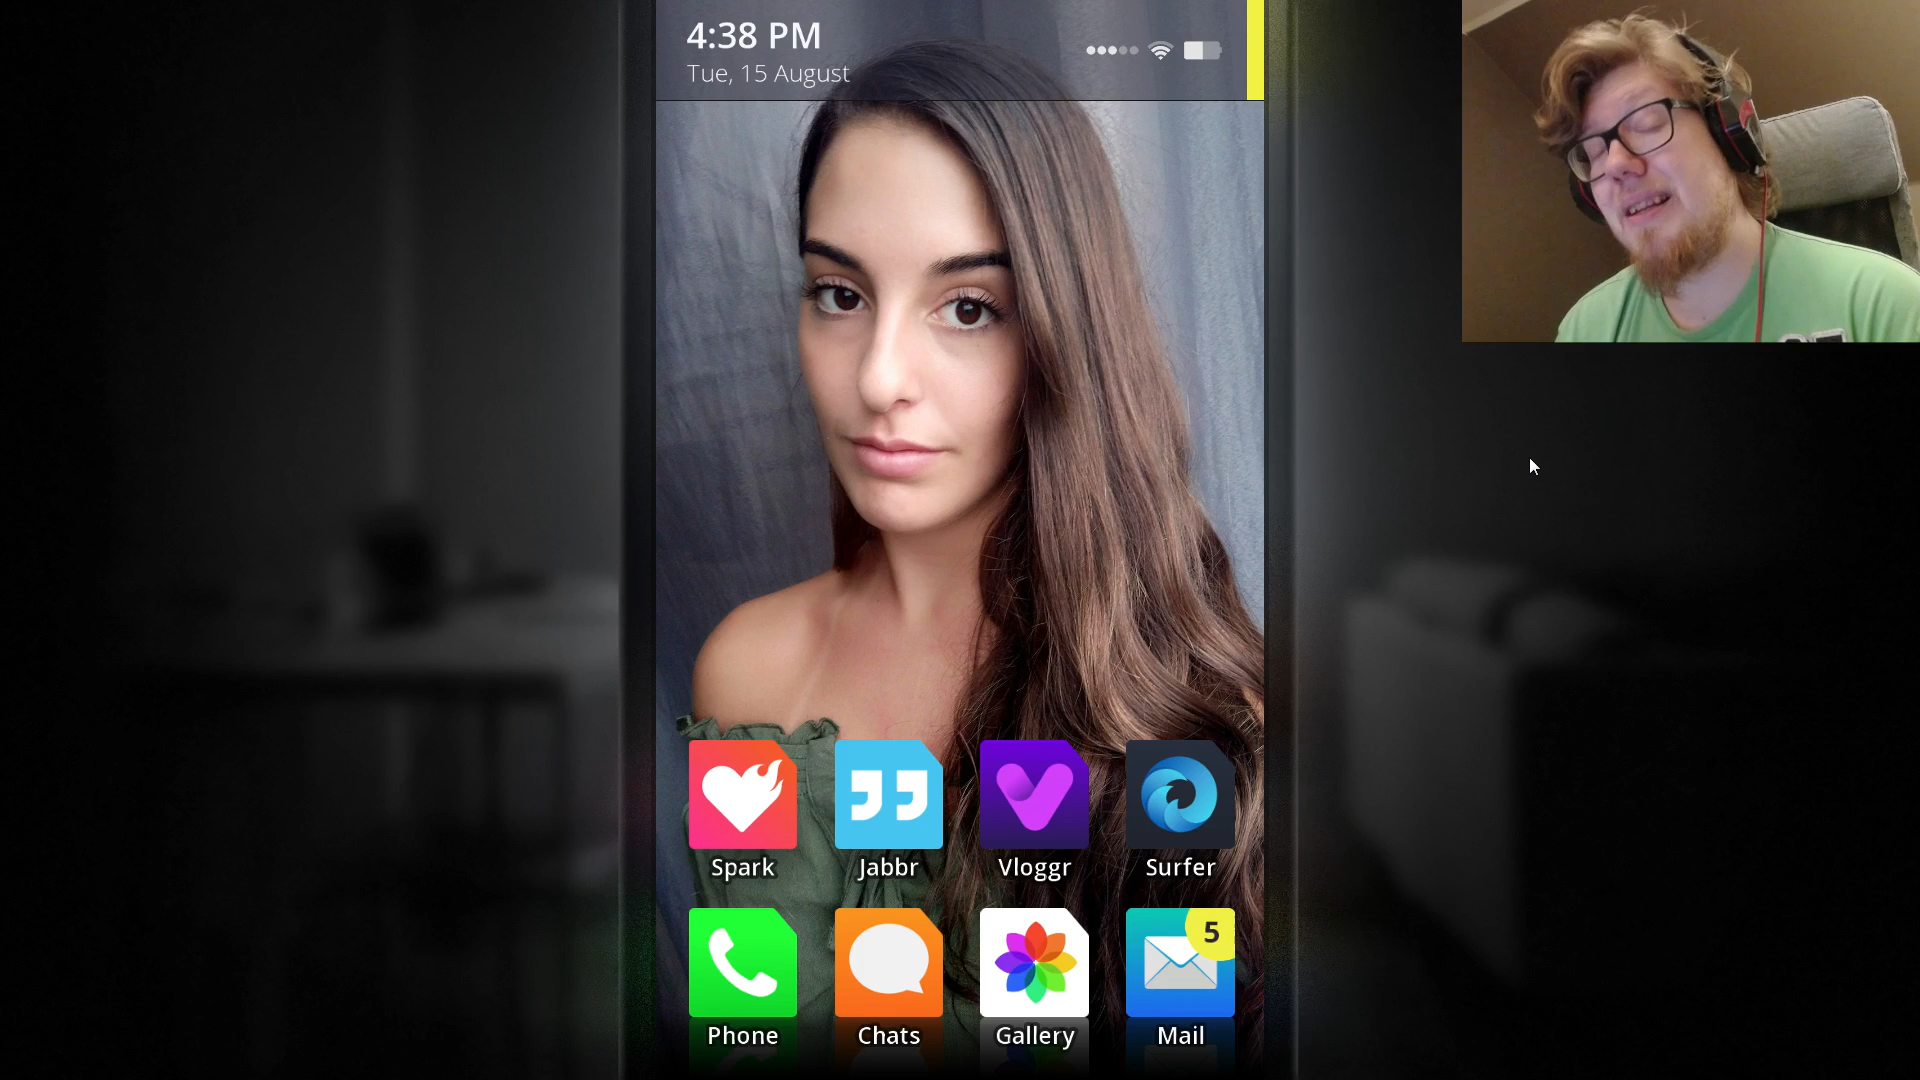 4:38 PM
Tue, 15 August
Spark
Jabbr
Vloggr
Surfer
5
Phone
Chats
Gallery
Mail